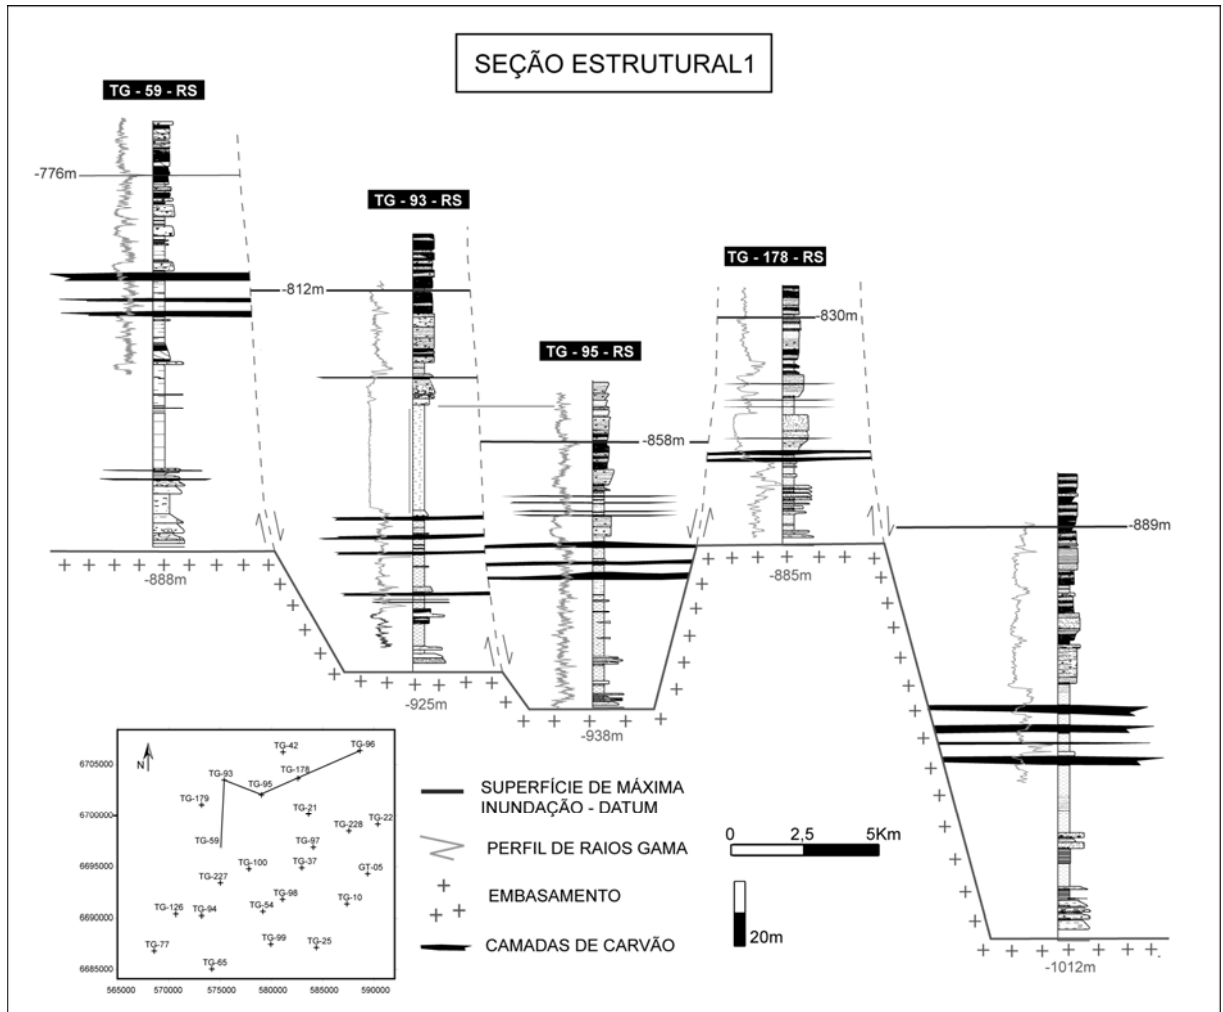 SEÇÃO ESTRUTURAL1
TG - 59 - RS
-776m
TG - 93 - RS
-812m
TG - 95 - RS
-858m
TG - 178 - RS
-830m
-889m
-888m
-925m
-938m
-885m
-1012m
N
6705000
6700000
6695000
6690000
6685000
565000 570000 575000 580000 585000 590000
TG-42
TG-96
TG-93
TG-178
TG-95
TG-179
TG-21
TG-22
TG-228
TG-59
TG-97
TG-100
TG-37
GT-05
TG-227
TG-98
TG-10
TG-126
TG-94
TG-54
TG-77
TG-99
TG-25
TG-65
SUPERFÍCIE DE MÁXIMA
INUNDAÇÃO - DATUM
PERFIL DE RAIOS GAMA
EMBASAMENTO
CAMADAS DE CARVÃO
0 2,5 5Km
20m